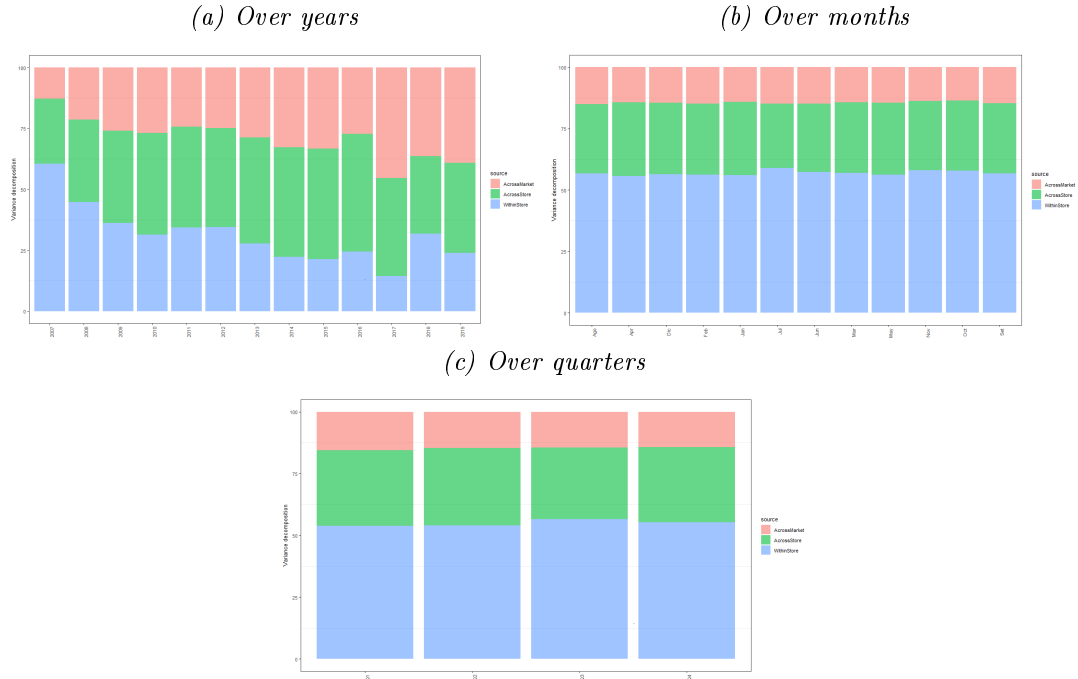 (a) Over years
(b) Over months
100
75
50
25
0
Variance decomposition
2007
2008
2009
2010
2011
2012
2013
2014
2015
2016
2017
2018
2019
source
AcrossMarket
AcrossStore
WithinStore
100
75
50
25
0
Variance decomposition
Ago
Apr
Dic
Feb
Jan
Jul
Jun
Mar
May
Nov
Oct
Set
source
AcrossMarket
AcrossStore
WithinStore
(c) Over quarters
100
75
50
25
0
Variance decomposition
source
AcrossMarket
AcrossStore
WithinStore